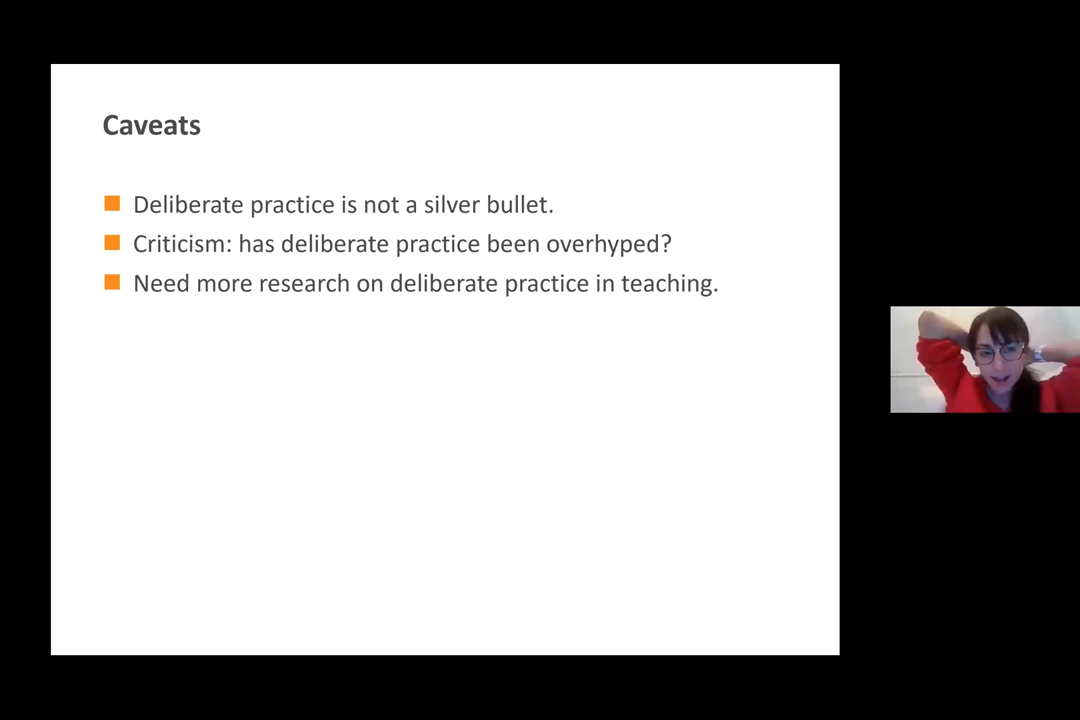 Caveats
Deliberate practice is not a silver bullet.
Criticism: has deliberate practice been overhyped?
Need more research on deliberate practice in teaching.